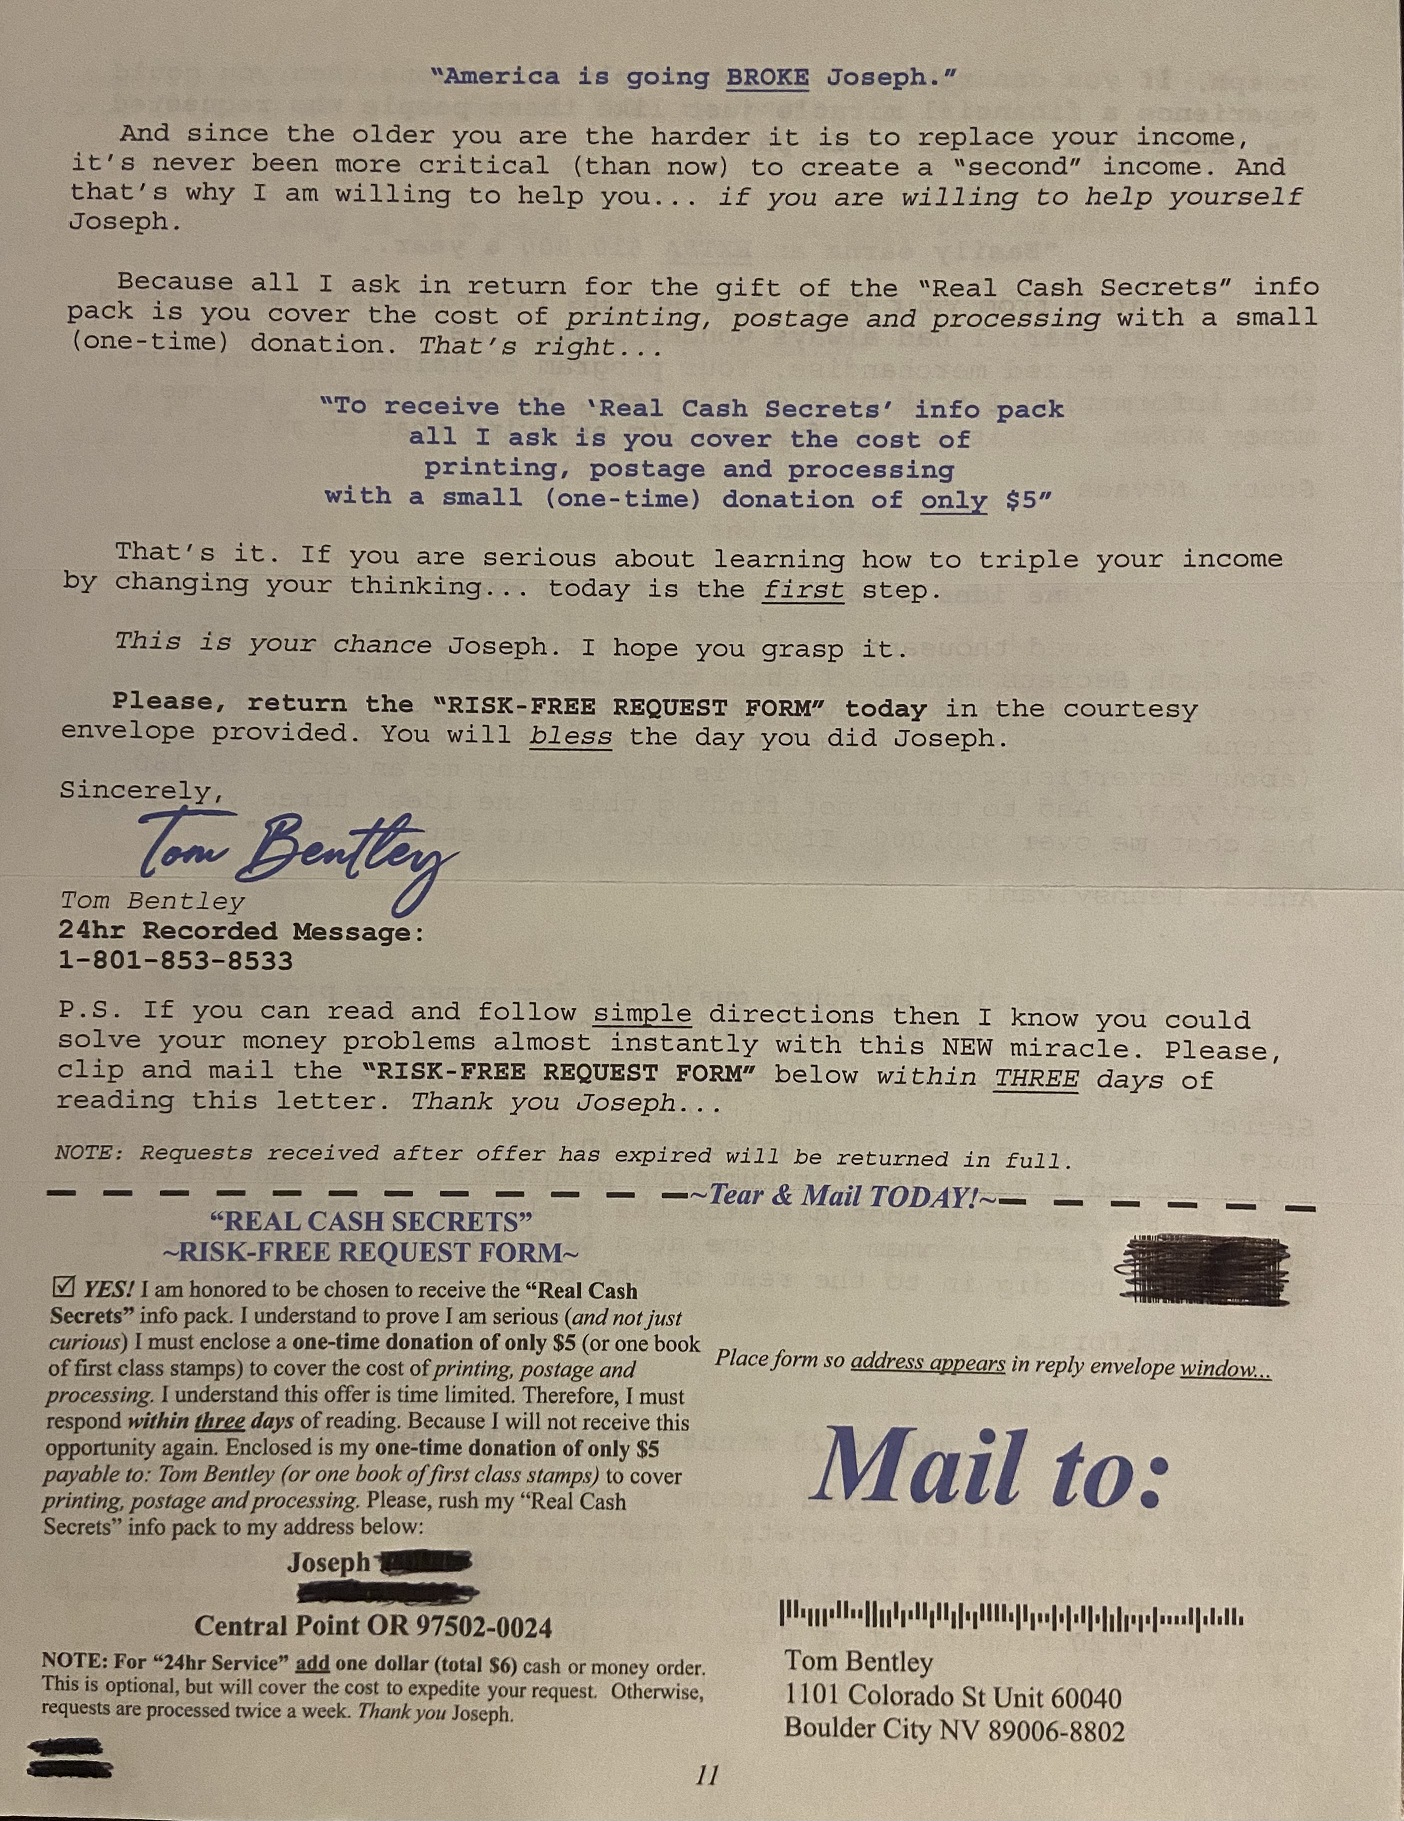 "America is going BROKE Joseph."
And since the older you are the harder it is to replace your income,
it's never been more critical (than now) to create a "second" income. And
that's why I am willing to help you... if you are willing to help yourself
Joseph.
Because all I ask in return for the gift of the "Real Cash Secrets" info
pack is you cover the cost of printing, postage and processing with a small
(one-time) donation. That's right...
"To receive the 'Real Cash Secrets' info pack
all I ask is you cover the cost of
printing, postage and processing
with a small (one-time) donation of only $5"
That's it. If you are serious about learning how to triple your income
by changing your thinking... today is the first step.
This is your chance Joseph. I hope you grasp it.
Please, return the "RISK-FREE REQUEST FORM" today in the courtesy
envelope provided. You will bless the day you did Joseph.
Sincerely,
Tom Bentley
Tom Bentley
24hr Recorded Message:
1-801-853-8533
P.S. If you can read and follow simple directions then I know you could
solve your money problems almost instantly with this NEW miracle. Please,
clip and mail the "RISK-FREE REQUEST FORM" below within THREE days of
reading this letter. Thank you Joseph...
NOTE: Requests received after offer has expired will be returned in full.
~Tear & Mail TODAY!~
"REAL CASH SECRETS"
~RISK-FREE REQUEST FORM~
☑ YES! I am honored to be chosen to receive the "Real Cash
Secrets" info pack. I understand to prove I am serious (and not just
curious) I must enclose a one-time donation of only $5 (or one book
of first class stamps) to cover the cost of printing, postage and
processing. I understand this offer is time limited. Therefore, I must
respond within three days of reading. Because I will not receive this
opportunity again. Enclosed is my one-time donation of only $5
payable to: Tom Bentley (or one book of first class stamps) to cover
printing, postage and processing. Please, rush my "Real Cash
Secrets" info pack to my address below:
Joseph
Central Point OR 97502-0024
NOTE: For "24hr Service" add one dollar (total $6) cash or money order.
This is optional, but will cover the cost to expedite your request. Otherwise,
requests are processed twice a week. Thank you Joseph.
Place form so address appears in reply envelope window...
Mail to:
Tom Bentley
1101 Colorado St Unit 60040
Boulder City NV 89006-8802
11